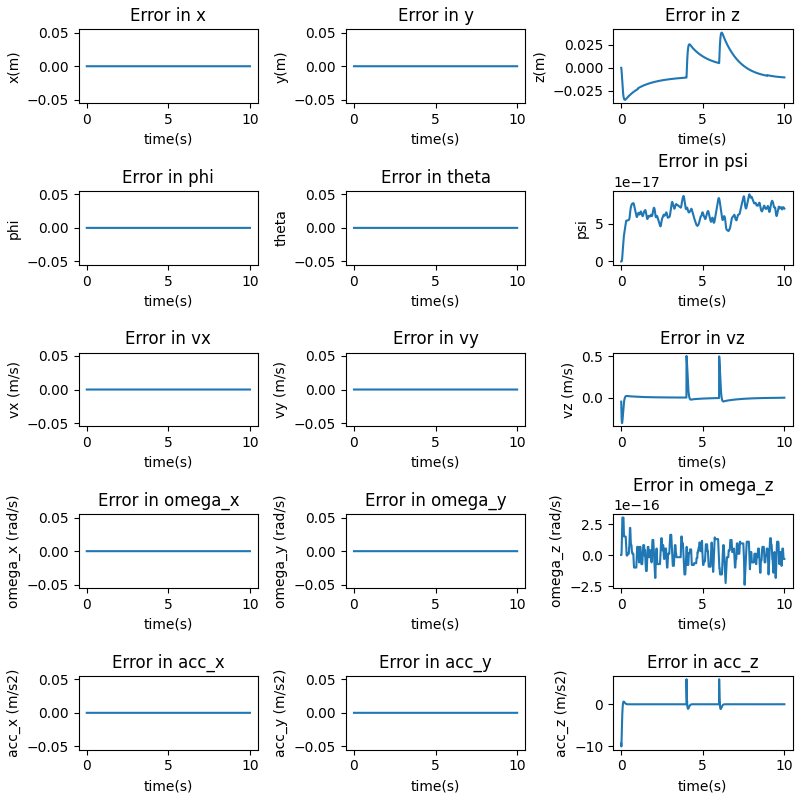 Error in x
0.05
0.00
−0.05
x(m)
0 5 10
time(s)
Error in y
0.05
0.00
−0.05
y(m)
0 5 10
time(s)
Error in z
0.025
0.000
−0.025
z(m)
0 5 10
time(s)
Error in phi
0.05
0.00
−0.05
phi
0 5 10
time(s)
Error in theta
0.05
0.00
−0.05
theta
0 5 10
time(s)
Error in psi
1e−17
5
0
psi
0 5 10
time(s)
Error in vx
0.05
0.00
−0.05
vx (m/s)
0 5 10
time(s)
Error in vy
0.05
0.00
−0.05
vy (m/s)
0 5 10
time(s)
Error in vz
0.5
0.0
vz (m/s)
0 5 10
time(s)
Error in omega_x
0.05
0.00
−0.05
omega_x (rad/s)
0 5 10
time(s)
Error in omega_y
0.05
0.00
−0.05
omega_y (rad/s)
0 5 10
time(s)
Error in omega_z
1e−16
2.5
0.0
−2.5
omega_z (rad/s)
0 5 10
time(s)
Error in acc_x
0.05
0.00
−0.05
acc_x (m/s2)
0 5 10
time(s)
Error in acc_y
0.05
0.00
−0.05
acc_y (m/s2)
0 5 10
time(s)
Error in acc_z
0
−10
acc_z (m/s2)
0 5 10
time(s)